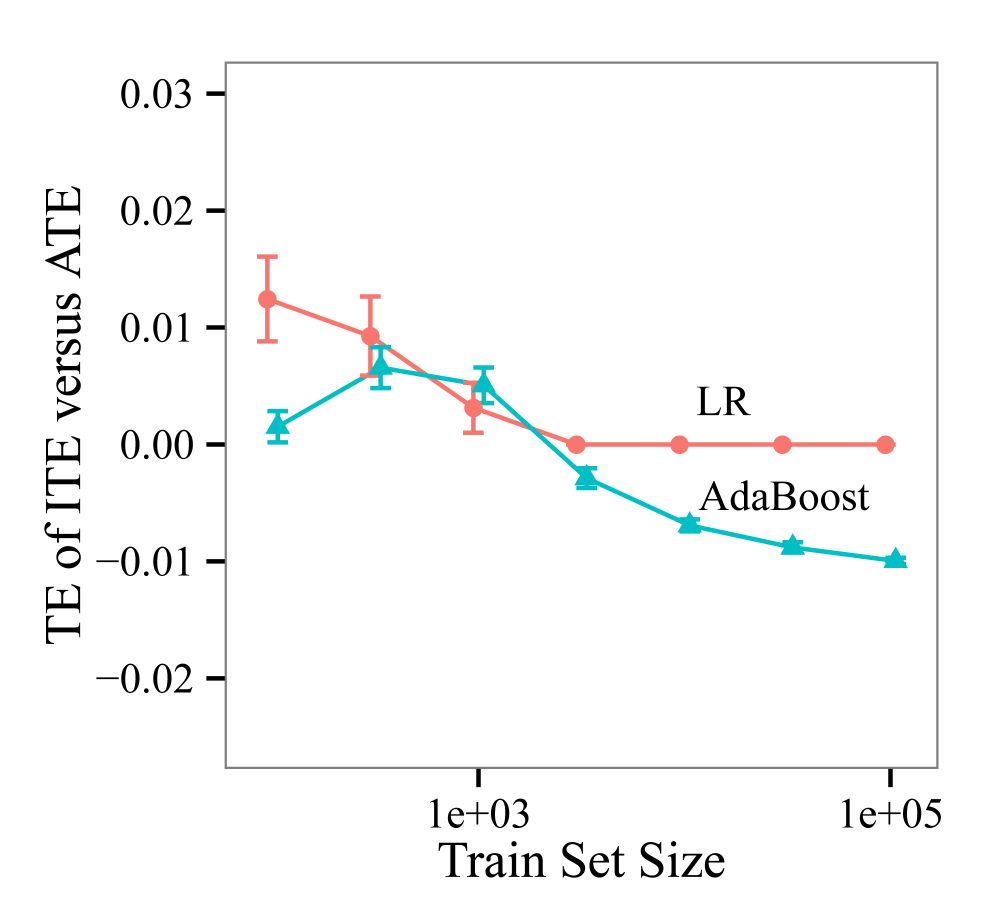 TE of ITE versus ATE
0.03
0.02
0.01
0.00
−0.01
−0.02
LR
AdaBoost
1e+03
1e+05
Train Set Size